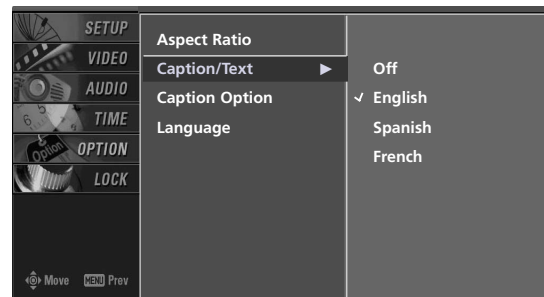 SETUP
VIDEO
AUDIO
TIME
OPTION
LOCK
Move MENU Prev
Aspect Ratio
Caption/Text
Caption Option
Language
Off
English
Spanish
French